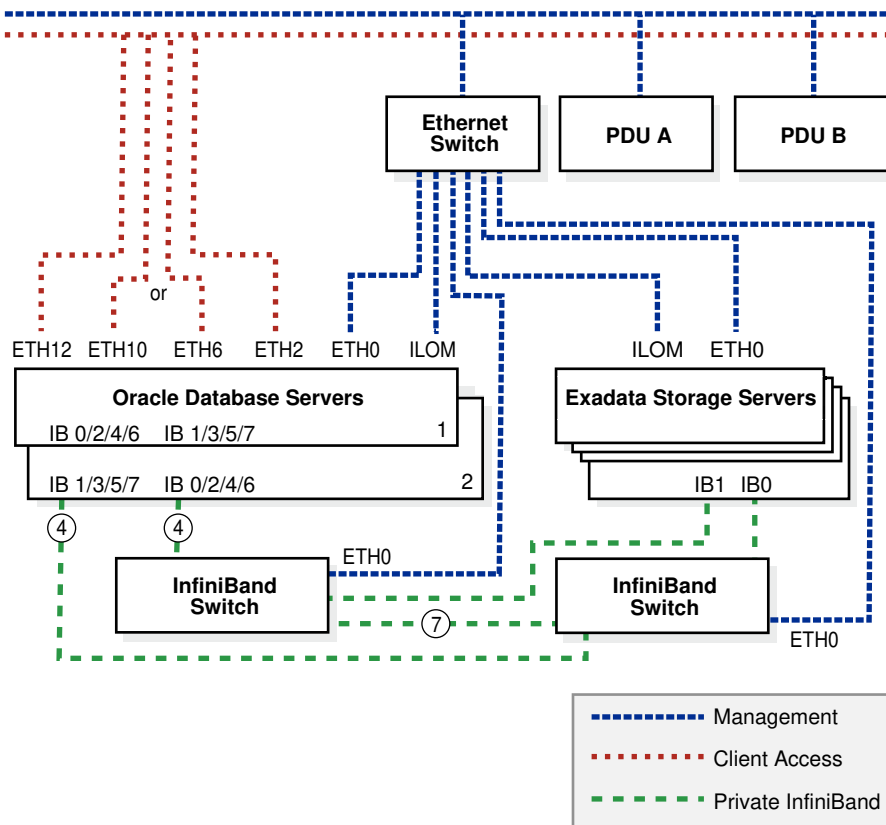 Ethernet
Switch
PDU A
PDU B
or
ETH12 ETH10 ETH6 ETH2 ETH0 ILOM
ILOM ETH0
Oracle Database Servers
IB 0/2/4/6 IB 1/3/5/7 1
IB 1/3/5/7 IB 0/2/4/6 2
Exadata Storage Servers
IB1 IB0
4
4
ETH0
InfiniBand
Switch
7
InfiniBand
Switch
ETH0
Management
Client Access
Private InfiniBand